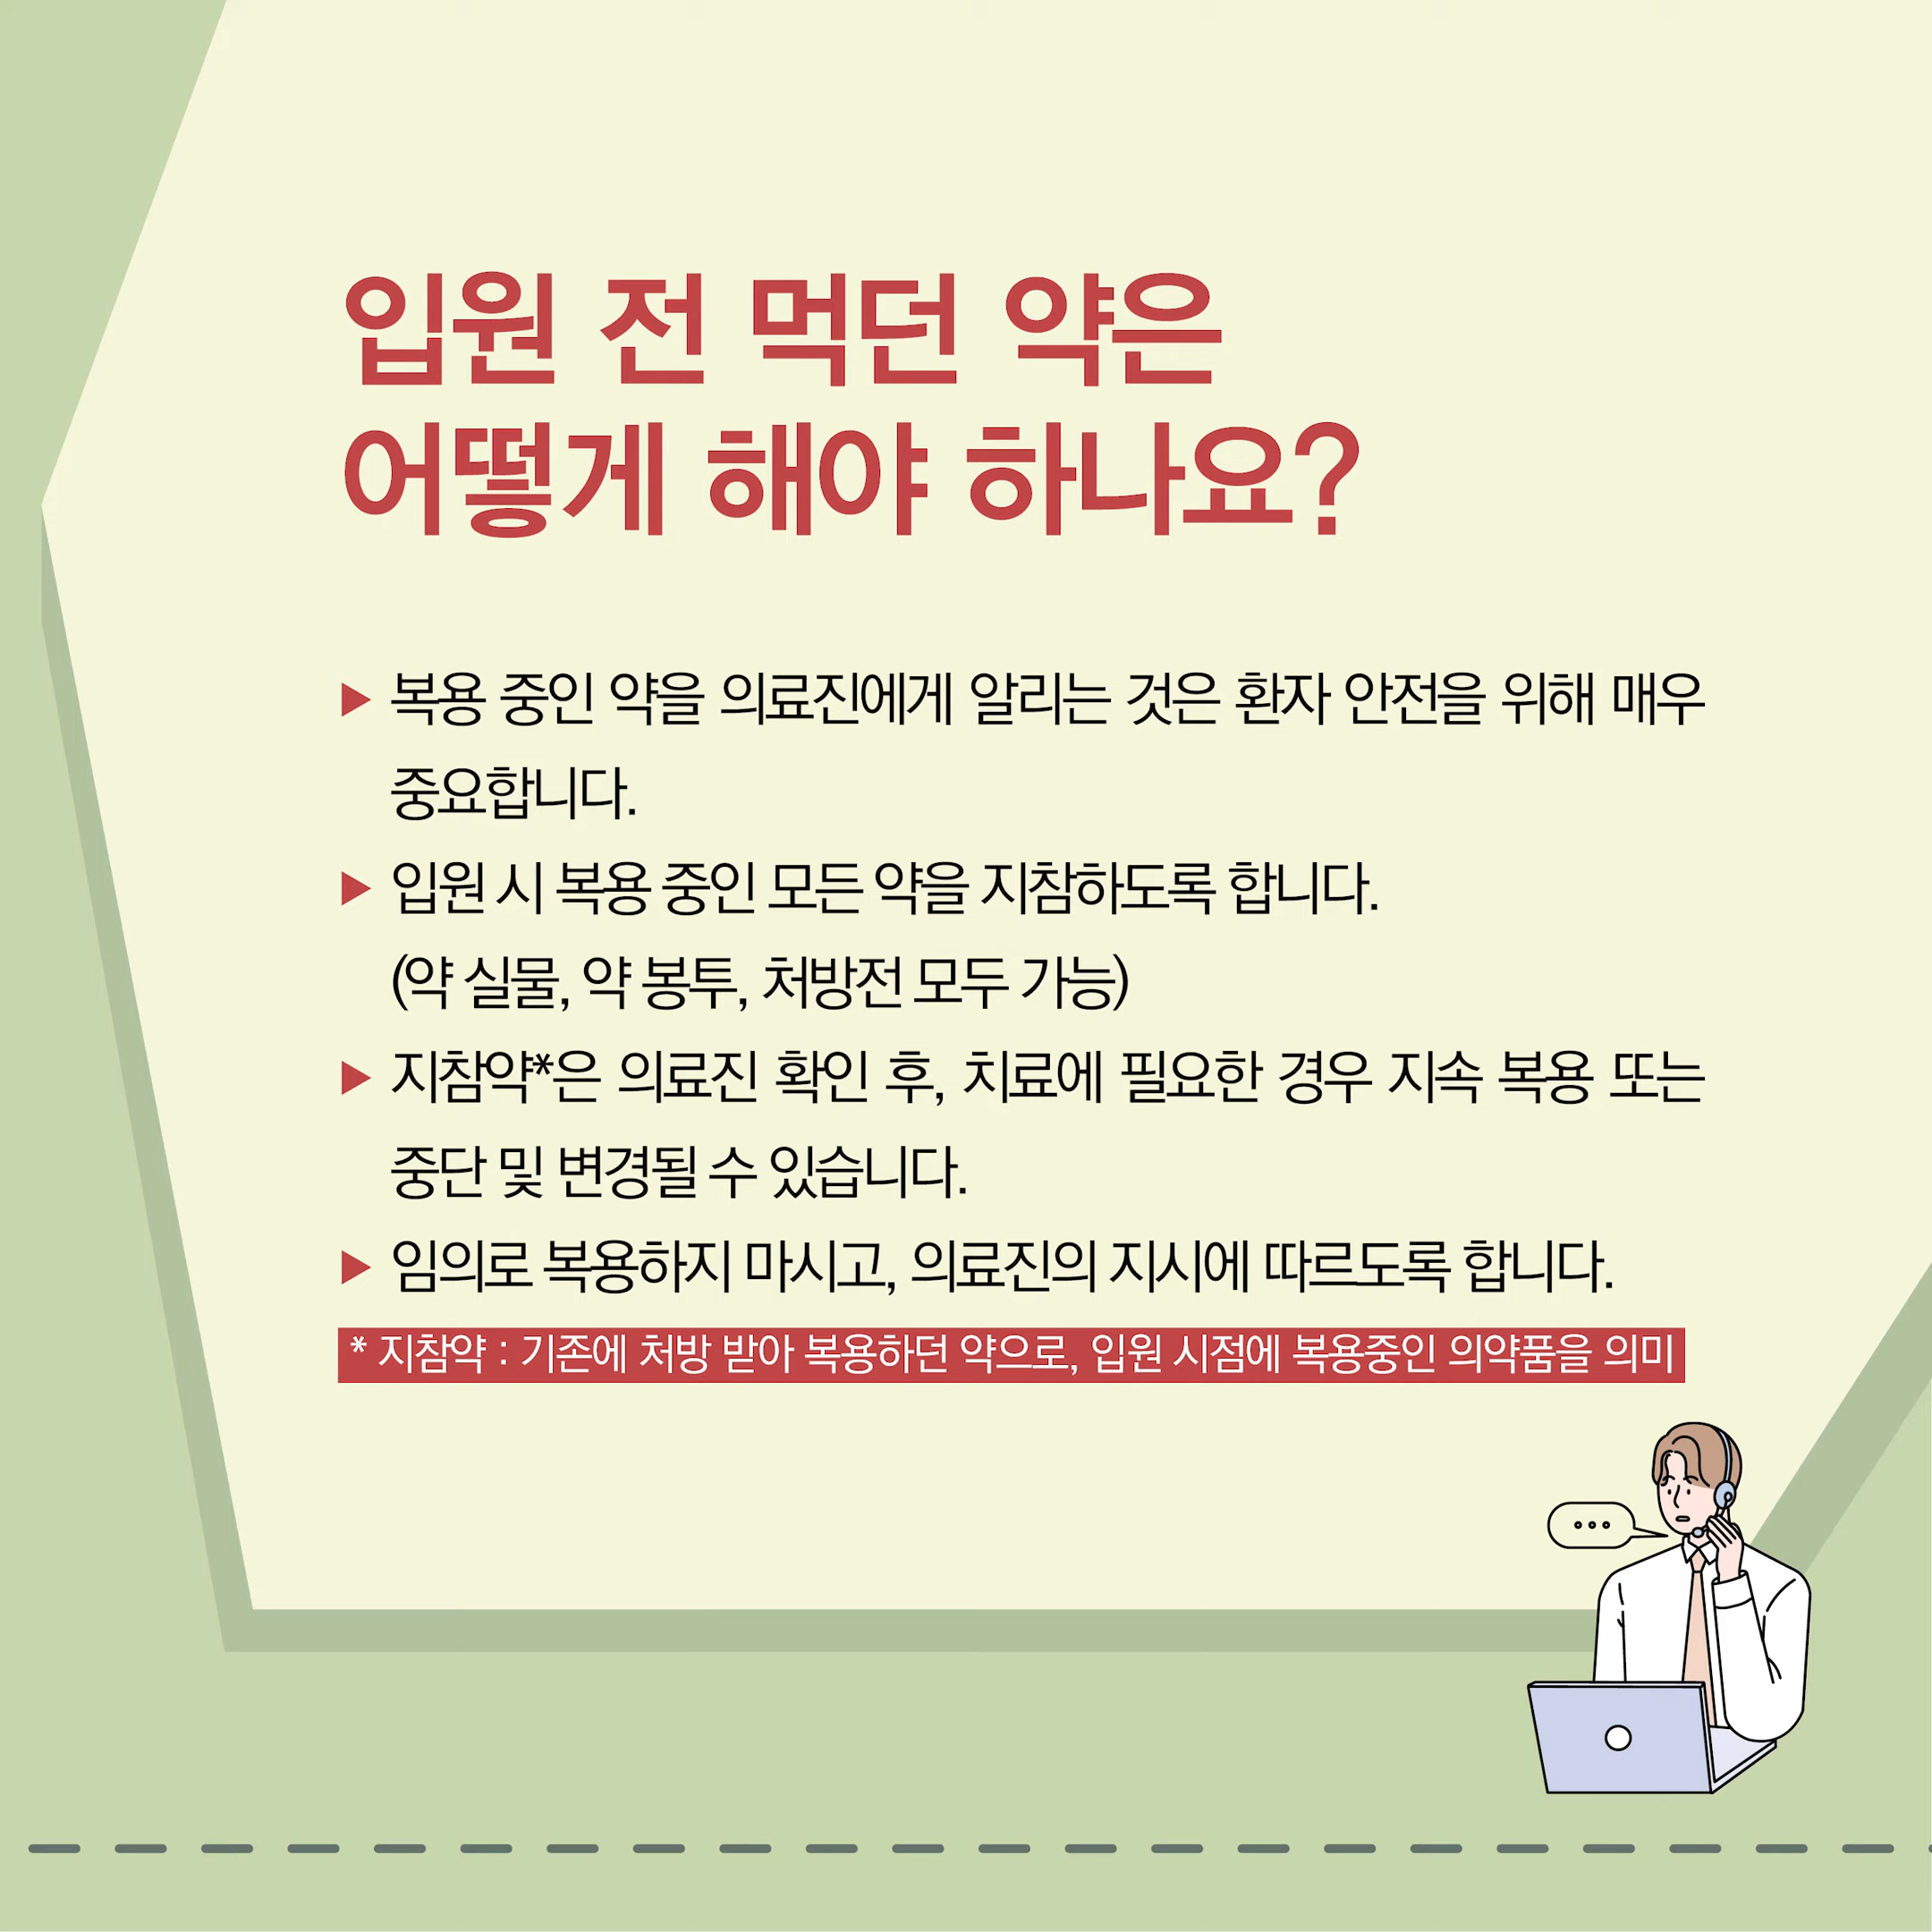 입원 전 먹던 약은
어떻게 해야 하나요?
▶ 복용 중인 약을 의료진에게 알리는 것은 환자 안전을 위해 매우
중요합니다.
▶ 입원 시 복용 중인 모든 약을 지참하도록 합니다.
(약 실물, 약 봉투, 처방전 모두 가능)
▶ 지참약*은 의료진 확인 후, 치료에 필요한 경우 지속 복용 또는
중단 및 변경될 수 있습니다.
▶ 임의로 복용하지 마시고, 의료진의 지시에 따르도록 합니다.
* 지참약 : 기존에 처방 받아 복용하던 약으로, 입원 시점에 복용중인 의약품을 의미